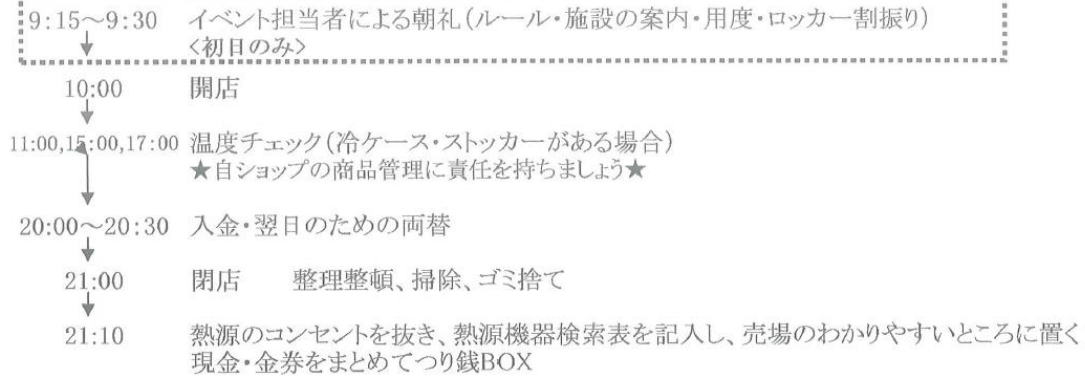 9:15～9:30 イベント担当者による朝礼(ルール・施設の案内・用度・ロッカー割振り)
<初日のみ>
10:00 開店
11:00,15:00,17:00 温度チェック(冷ケース・ストッカーがある場合)
★自ショップの商品管理に責任を持ちましょう★
20:00～20:30 入金・翌日のための両替
21:00 閉店 整理整頓、掃除、ゴミ捨て
21:10 熱源のコンセントを抜き、熱源機器検索表を記入し、売場のわかりやすいところに置く
現金・金券をまとめてつり銭BOX